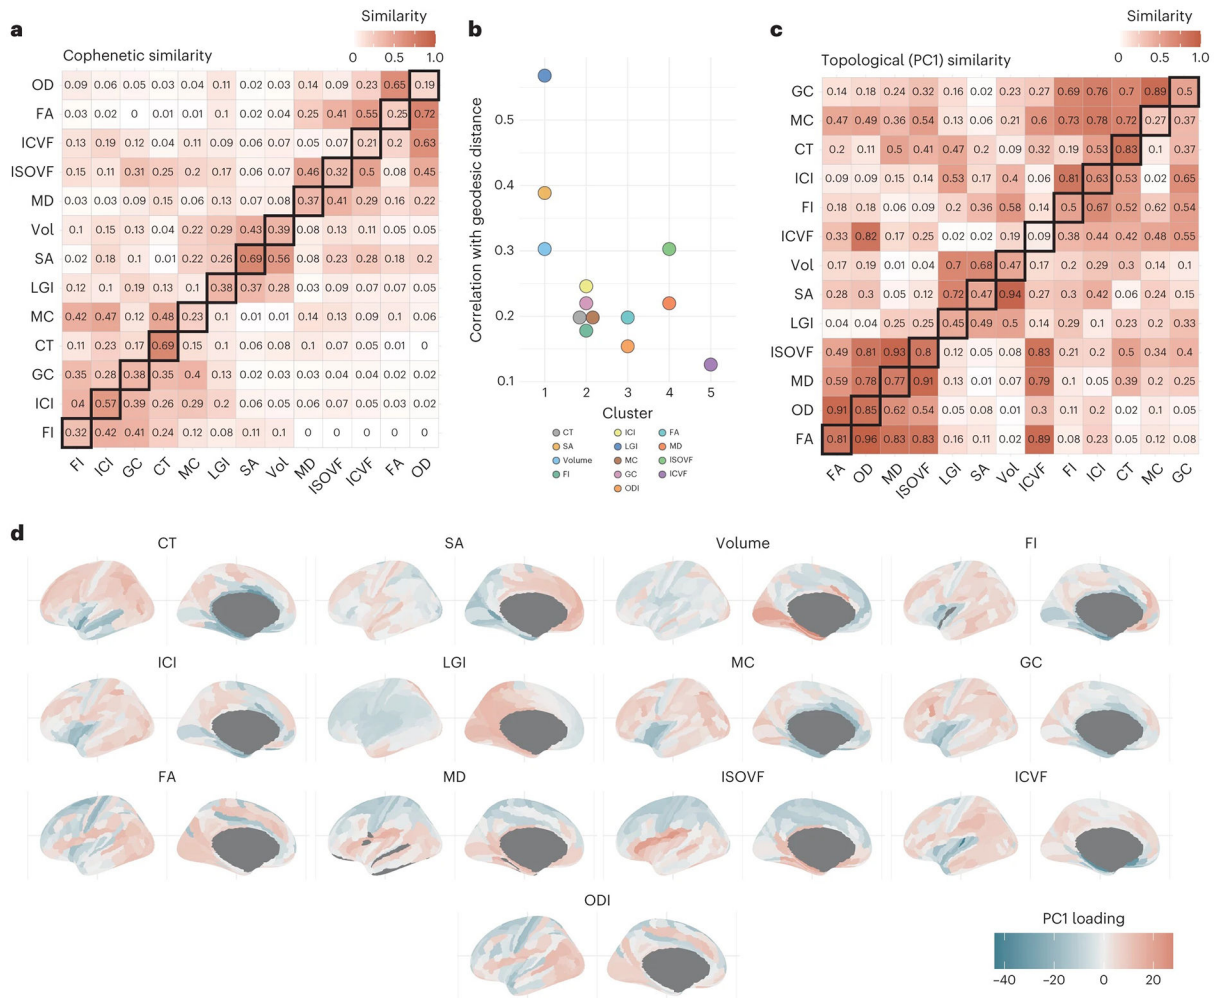 a
Similarity
0 0.5 1.0
Cophenetic similarity
OD 0.09 0.06 0.05 0.03 0.04 0.11 0.02 0.03 0.14 0.09 0.23 0.65 0.19
FA 0.03 0.02 0 0.01 0.01 0.1 0.02 0.04 0.25 0.41 0.55 0.25 0.72
ICVF 0.13 0.19 0.12 0.04 0.11 0.09 0.06 0.07 0.05 0.07 0.21 0.2 0.63
ISOVF 0.15 0.11 0.31 0.25 0.2 0.17 0.06 0.07 0.46 0.32 0.5 0.08 0.45
MD 0.03 0.03 0.09 0.15 0.06 0.13 0.07 0.08 0.37 0.41 0.29 0.16 0.22
Vol 0.1 0.15 0.13 0.04 0.22 0.29 0.43 0.39 0.08 0.13 0.11 0.05 0.05
SA 0.02 0.18 0.1 0.01 0.22 0.26 0.69 0.56 0.08 0.23 0.28 0.18 0.2
LGI 0.12 0.1 0.19 0.13 0.1 0.38 0.37 0.28 0.03 0.09 0.07 0.07 0.05
MC 0.42 0.47 0.12 0.48 0.23 0.1 0.01 0.01 0.14 0.13 0.09 0.1 0.06
CT 0.11 0.23 0.17 0.69 0.15 0.1 0.06 0.08 0.1 0.07 0.05 0.01 0
GC 0.35 0.28 0.38 0.35 0.4 0.13 0.02 0.03 0.03 0.04 0.04 0.02 0.02
ICI 0.4 0.57 0.39 0.26 0.29 0.2 0.06 0.05 0.06 0.07 0.05 0.03 0.02
FI 0.32 0.42 0.41 0.24 0.12 0.08 0.11 0.1 0 0 0 0 0
FI ICI GC CT MC LGI SA Vol MD ISOVF ICVF FA OD
b
Correlation with geodesic distance
0.5
0.4
0.3
0.2
0.1
1 2 3 4 5
Cluster
CT ICI FA
SA LGI MD
Volume MC ISOVF
FI GC ICVF
ODI
c
Similarity
0 0.5 1.0
Topological (PC1) similarity
GC 0.14 0.18 0.24 0.32 0.16 0.02 0.23 0.27 0.69 0.76 0.7 0.89 0.5
MC 0.47 0.49 0.36 0.54 0.13 0.06 0.21 0.6 0.73 0.78 0.72 0.27 0.37
CT 0.2 0.11 0.5 0.41 0.47 0.2 0.09 0.32 0.19 0.53 0.83 0.1 0.37
ICI 0.09 0.09 0.15 0.14 0.53 0.17 0.4 0.06 0.81 0.63 0.53 0.02 0.65
FI 0.18 0.18 0.06 0.09 0.2 0.36 0.58 0.14 0.5 0.67 0.52 0.62 0.54
ICVF 0.33 0.82 0.17 0.25 0.02 0.02 0.19 0.09 0.38 0.44 0.42 0.48 0.55
Vol 0.2 0.19 0.01 0.04 0.7 0.68 0.47 0.17 0.2 0.29 0.3 0.14 0.1
SA 0.28 0.3 0.05 0.12 0.72 0.47 0.94 0.27 0.3 0.42 0.06 0.24 0.15
LGI 0.04 0.04 0.25 0.25 0.45 0.49 0.5 0.14 0.29 0.1 0.23 0.2 0.33
ISOVF 0.49 0.81 0.93 0.8 0.12 0.05 0.08 0.83 0.21 0.2 0.5 0.34 0.4
MD 0.59 0.78 0.77 0.91 0.13 0.01 0.07 0.79 0.1 0.05 0.39 0.2 0.25
OD 0.91 0.85 0.62 0.54 0.05 0.08 0.01 0.3 0.11 0.2 0.02 0.1 0.05
FA 0.81 0.96 0.83 0.83 0.16 0.11 0.02 0.89 0.08 0.23 0.05 0.12 0.08
FA OD MD ISOVF LGI SA Vol ICVF FI ICI CT MC GC
d
CT SA Volume FI
ICI LGI MC GC
FA MD ISOVF ICVF
ODI
PC1 loading
−40 −20 0 20